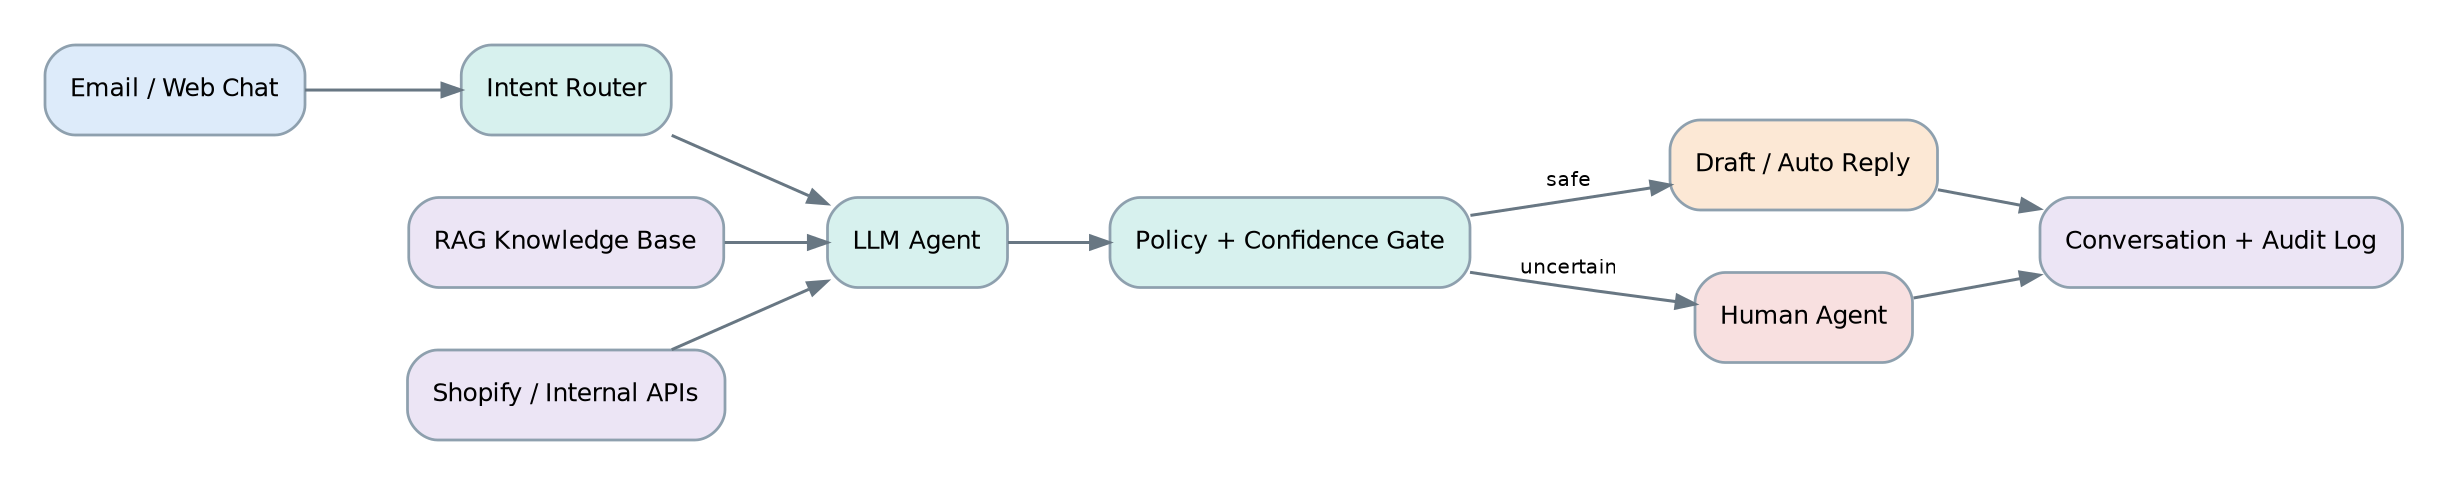 Email / Web Chat
Intent Router
RAG Knowledge Base
Shopify / Internal APIs
LLM Agent
Policy + Confidence Gate
safe
uncertain
Draft / Auto Reply
Human Agent
Conversation + Audit Log